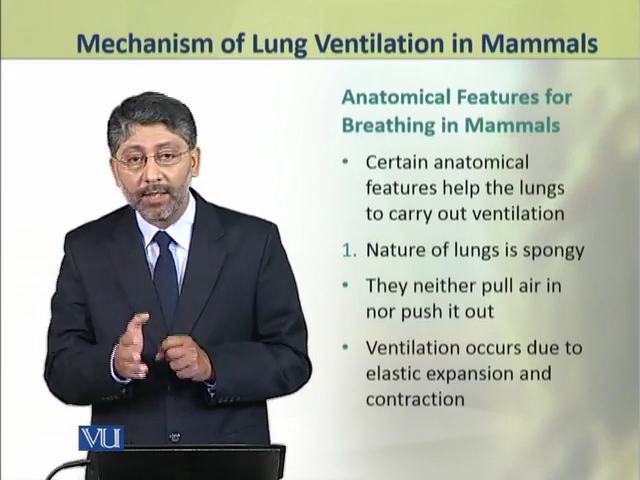 Mechanism of Lung Ventilation in Mammals
Anatomical Features for
Breathing in Mammals
• Certain anatomical
features help the lungs
to carry out ventilation
1. Nature of lungs is spongy
• They neither pull air in
nor push it out
• Ventilation occurs due to
elastic expansion and
contraction
VU